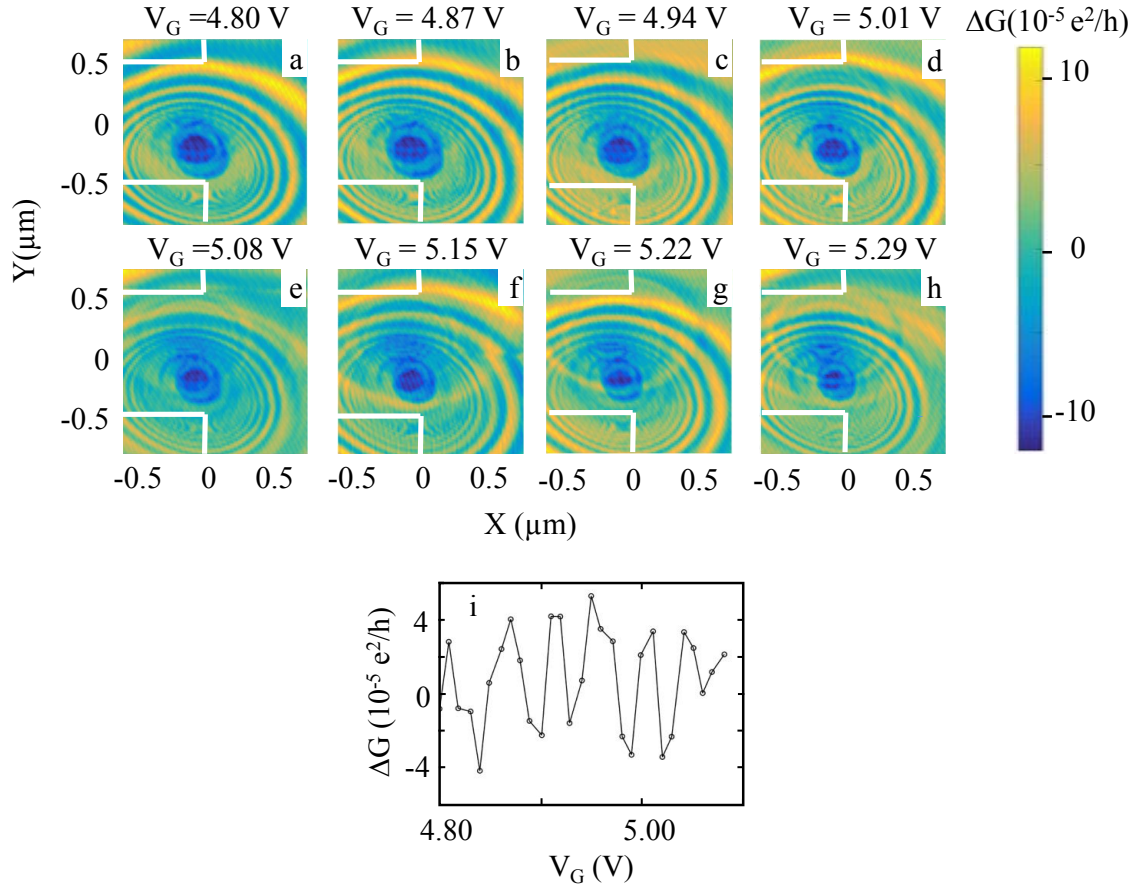 V_G =4.80 V V_G =4.87 V V_G =4.94 V V_G =5.01 V ΔG(10⁻⁵ e²/h)
a b c d
0.5
0
-0.5
10
0
-10
Y(μm)
V_G =5.08 V V_G =5.15 V V_G =5.22 V V_G =5.29 V
e f g h
0.5
0
-0.5
-0.5 0 0.5 -0.5 0 0.5 -0.5 0 0.5 -0.5 0 0.5
X (μm)
i
4
0
-4
ΔG (10⁻⁵ e²/h)
4.80 5.00
V_G (V)